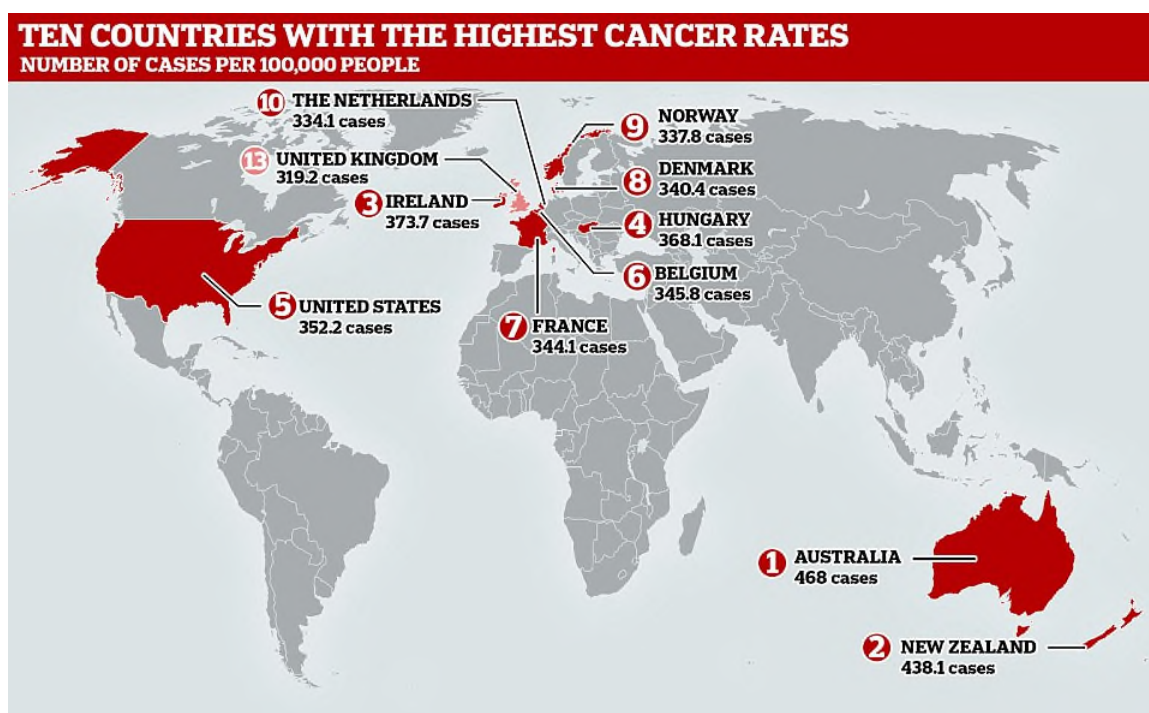 TEN COUNTRIES WITH THE HIGHEST CANCER RATES
NUMBER OF CASES PER 100,000 PEOPLE
10 THE NETHERLANDS
334.1 cases
13 UNITED KINGDOM
319.2 cases
3 IRELAND
373.7 cases
9 NORWAY
337.8 cases
8 DENMARK
340.4 cases
4 HUNGARY
368.1 cases
6 BELGIUM
345.8 cases
5 UNITED STATES
352.2 cases
7 FRANCE
344.1 cases
1 AUSTRALIA
468 cases
2 NEW ZEALAND
438.1 cases